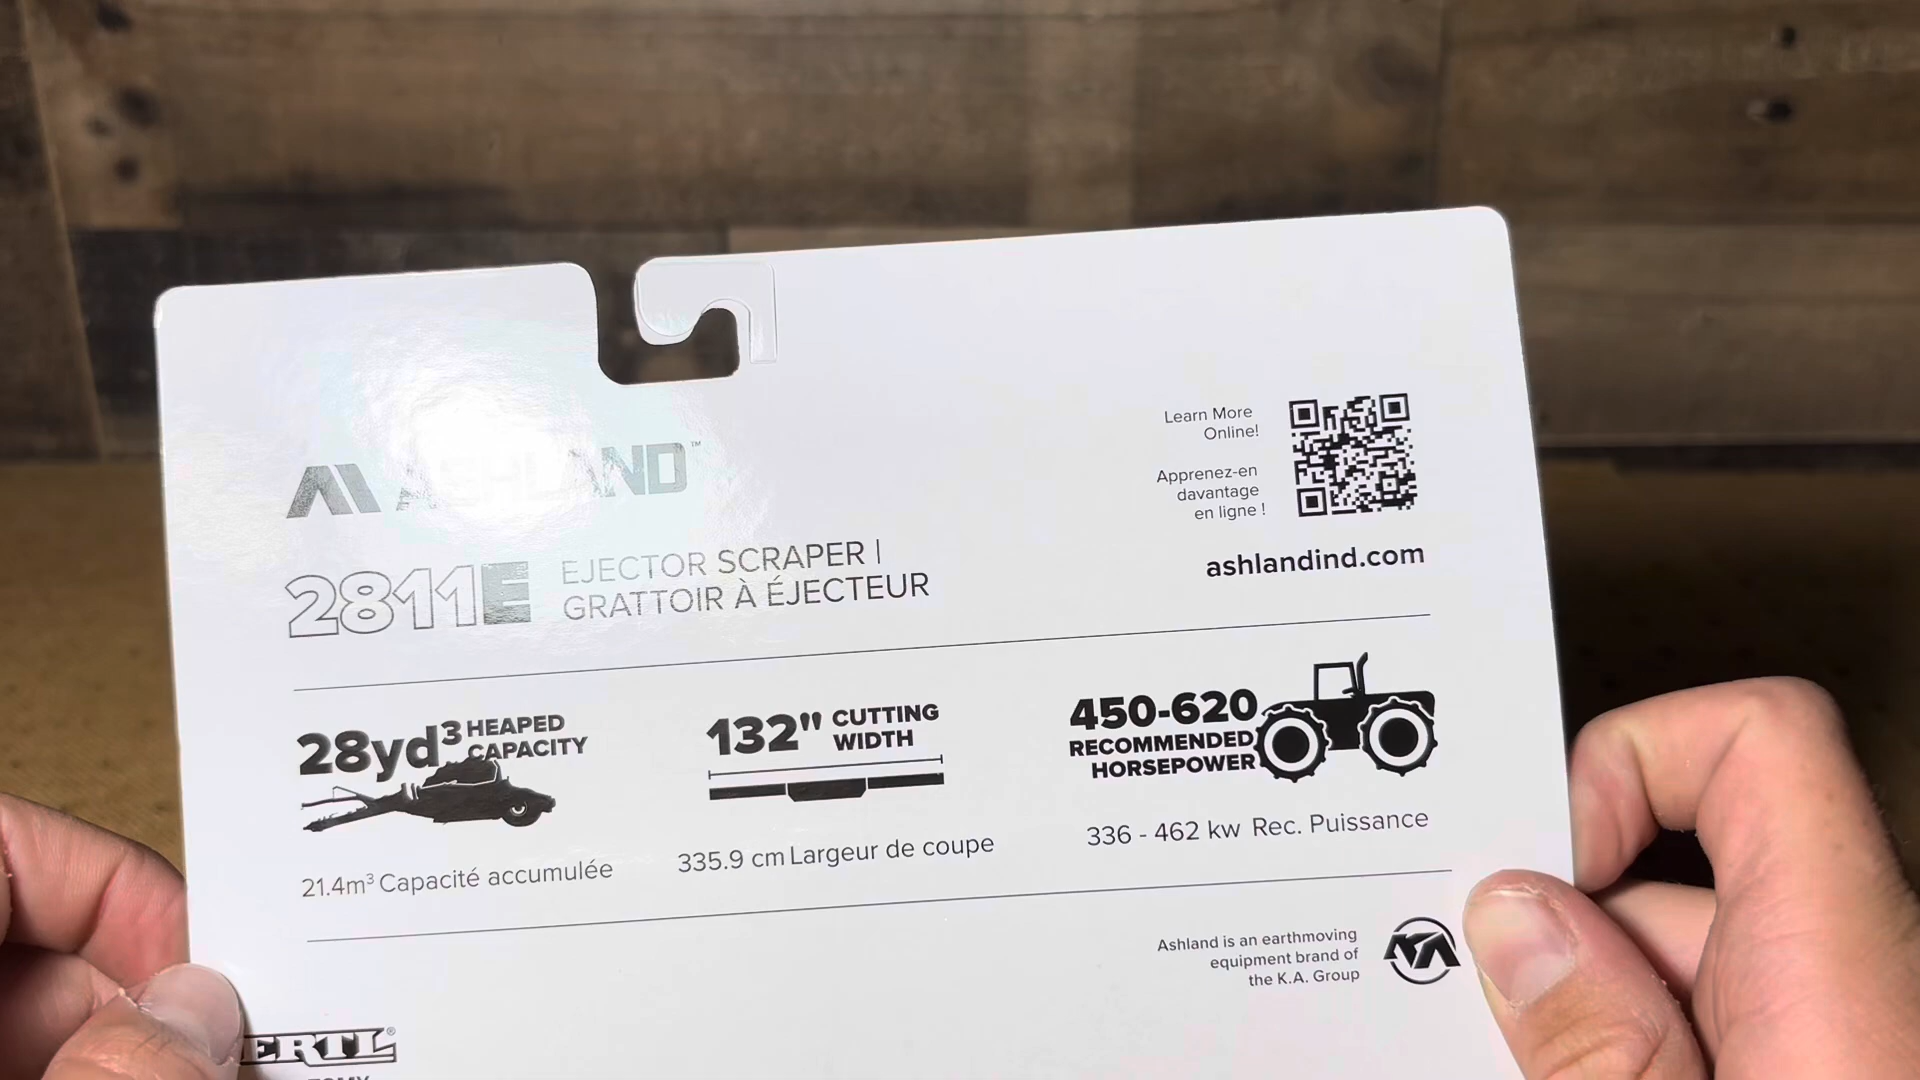 ASHLAND™
2811E
EJECTOR SCRAPER |
GRATTOIR À ÉJECTEUR
Learn More
Online!
Apprenez-en
davantage
en ligne !
ashlandind.com
28yd³ HEAPED
CAPACITY
21.4m³ Capacité accumulée
132" CUTTING
WIDTH
335.9 cm Largeur de coupe
450-620
RECOMMENDED
HORSEPOWER
336 - 462 kw Rec. Puissance
Ashland is an earthmoving
equipment brand of
the K.A. Group
ERTL®
TOMY